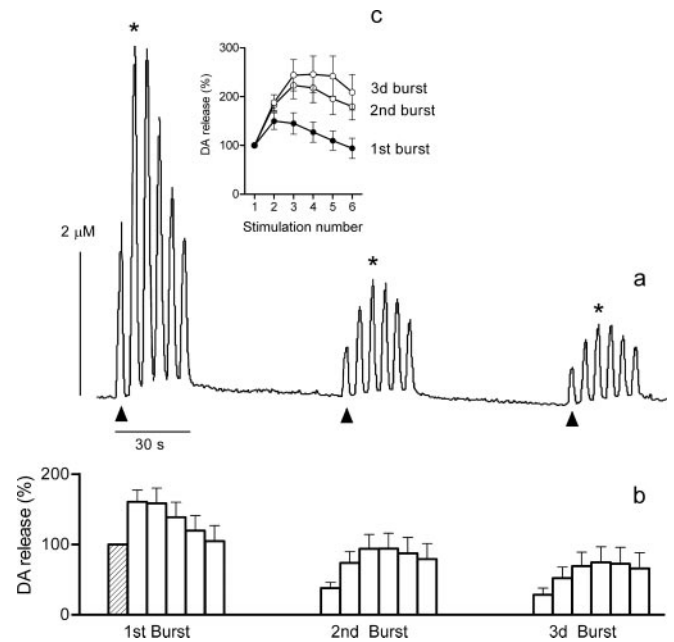 c
*
300
200
100
0
DA release (%)
3d burst
2nd burst
1st burst
1 2 3 4 5 6
Stimulation number
2 µM
a
*
*
30 s
b
200
100
0
DA release (%)
1st Burst
2nd Burst
3d Burst